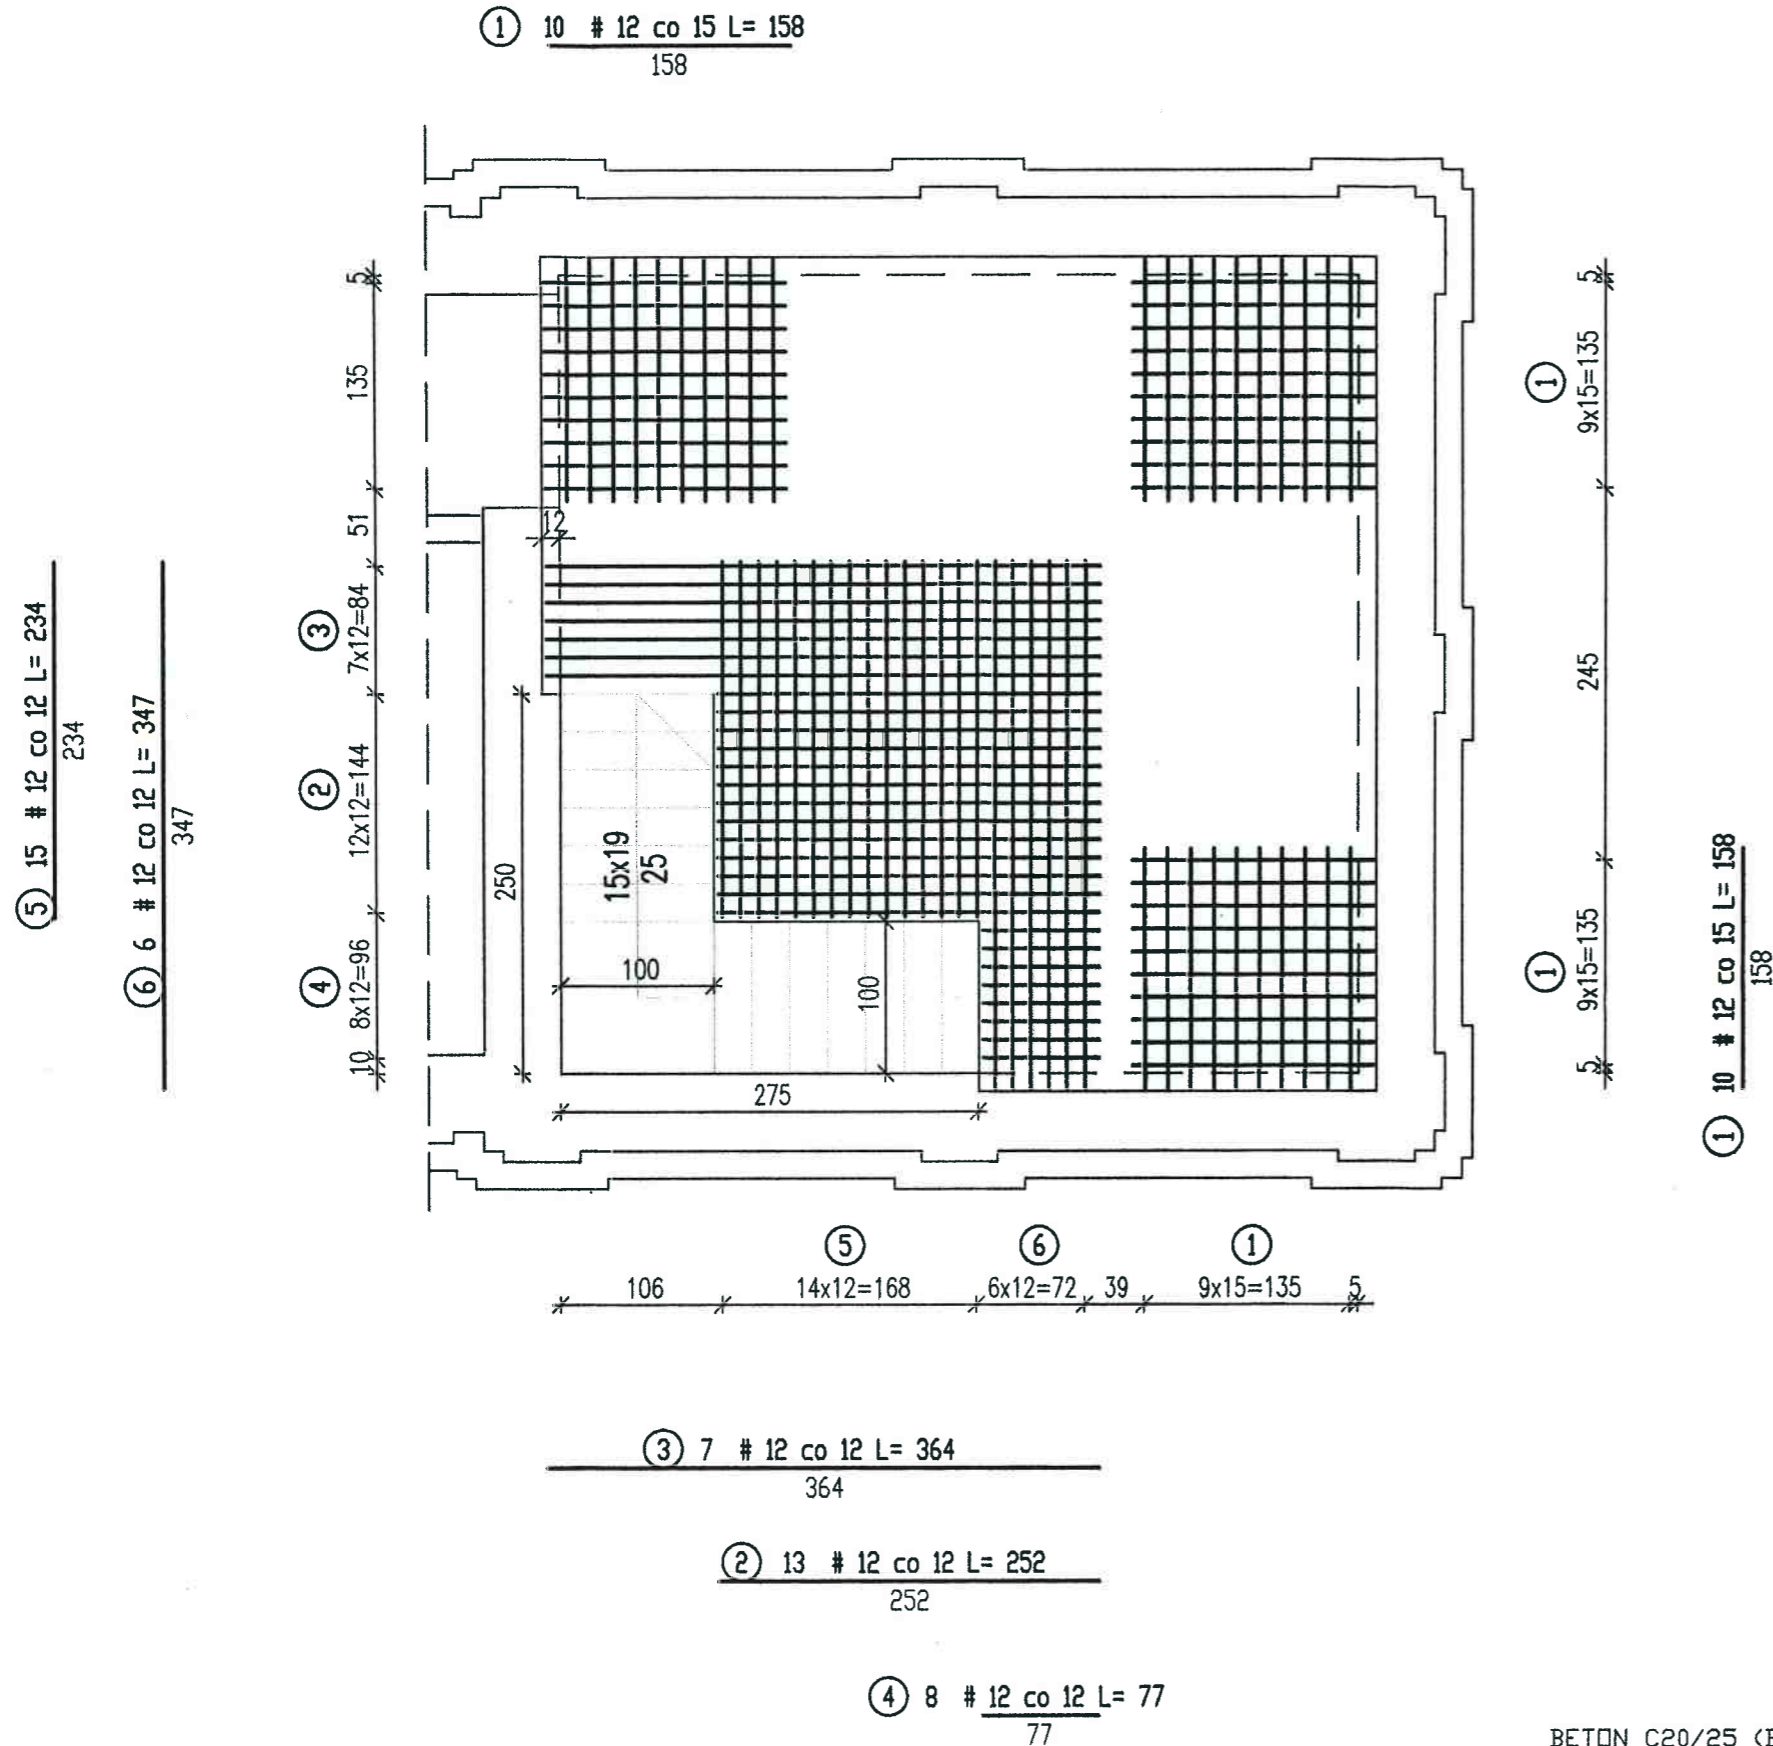 ① 10 # 12 co 15 L= 158
158
5
135
51
③
7x12=84
②
12x12=144
④
8x12=96
10
⑤ 15 # 12 co 12 L= 234
234
⑥ 6 # 12 co 12 L= 347
347
12
250
15x19
25
100
100
275
5
①
9x15=135
245
①
9x15=135
5
① 10 # 12 co 15 L= 158
158
⑤ ⑥ ①
106 14x12=168 6x12=72 39 9x15=135 5
③ 7 # 12 co 12 L= 364
364
② 13 # 12 co 12 L= 252
252
④ 8 # 12 co 12 L= 77
77
BETON C20/25